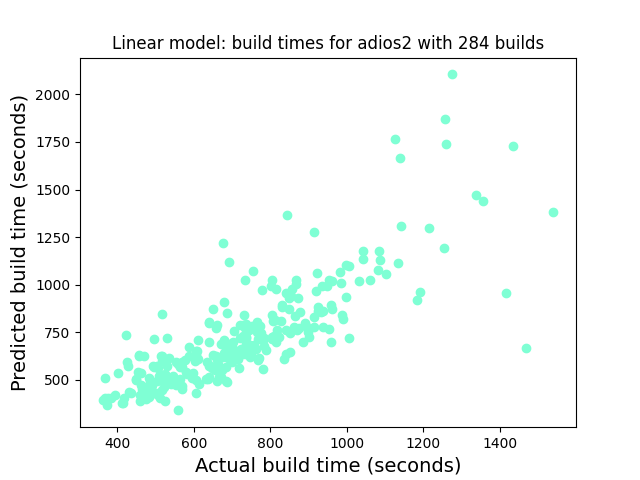 Linear model: build times for adios2 with 284 builds
Predicted build time (seconds)
2000
1750
1500
1250
1000
750
500
400 600 800 1000 1200 1400
Actual build time (seconds)